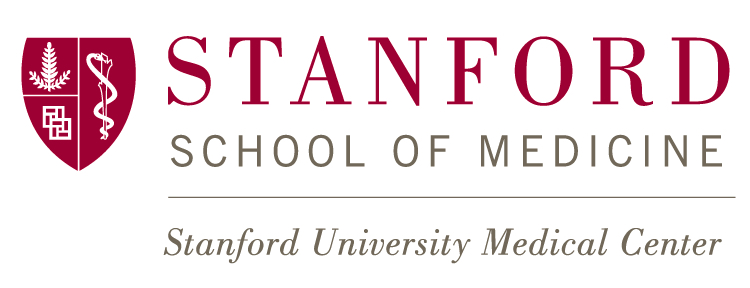 STANFORD
SCHOOL OF MEDICINE
Stanford University Medical Center